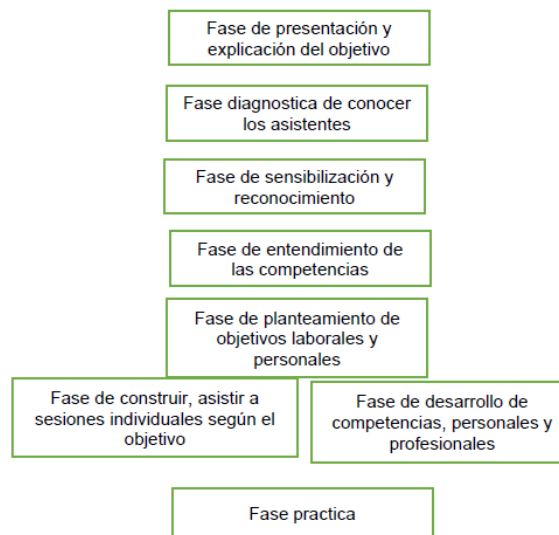 Fase de presentación y
explicación del objetivo
Fase diagnostica de conocer
los asistentes
Fase de sensibilización y
reconocimiento
Fase de entendimiento de
las competencias
Fase de planteamiento de
objetivos laborales y
personales
Fase de construir, asistir a
sesiones individuales según el
objetivo
Fase de desarrollo de
competencias, personales y
profesionales
Fase practica